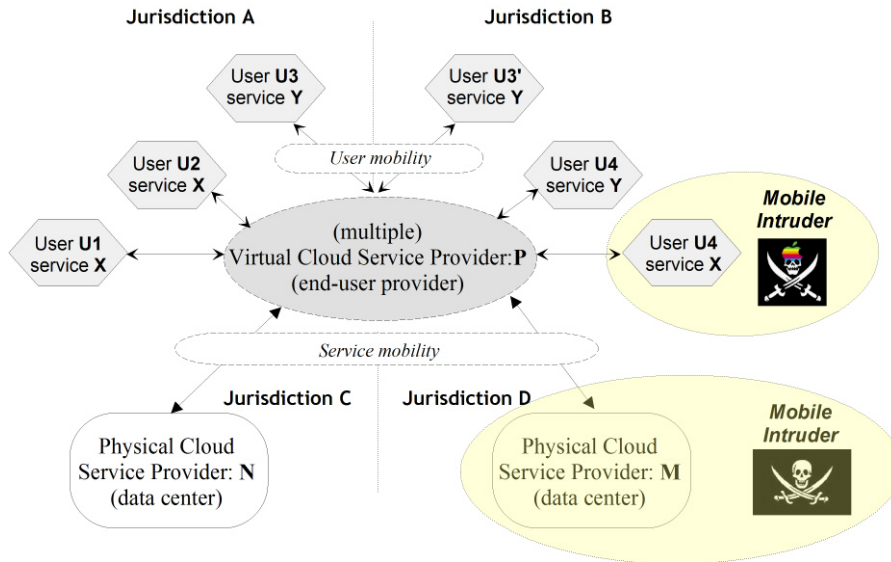 Jurisdiction A
Jurisdiction B
User U3
service Y
User U3'
service Y
User mobility
User U2
service X
User U4
service Y
Mobile
Intruder
User U1
service X
(multiple)
Virtual Cloud Service Provider:P
(end-user provider)
User U4
service X
Service mobility
Jurisdiction C
Jurisdiction D
Physical Cloud
Service Provider: N
(data center)
Physical Cloud
Service Provider: M
(data center)
Mobile
Intruder